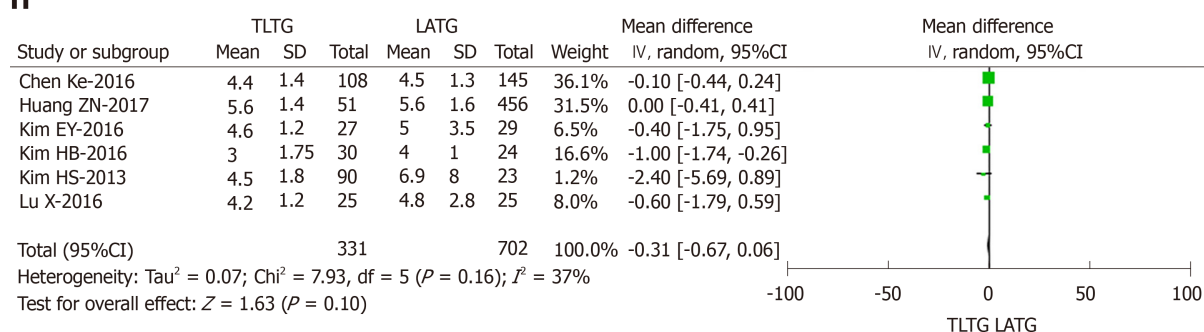 H
TLTG LATG Mean difference Mean difference
Study or subgroup Mean SD Total Mean SD Total Weight IV, random, 95%CI IV, random, 95%CI
Chen Ke-2016 4.4 1.4 108 4.5 1.3 145 36.1% -0.10 [-0.44, 0.24]
Huang ZN-2017 5.6 1.4 51 5.6 1.6 456 31.5% 0.00 [-0.41, 0.41]
Kim EY-2016 4.6 1.2 27 5 3.5 29 6.5% -0.40 [-1.75, 0.95]
Kim HB-2016 3 1.75 30 4 1 24 16.6% -1.00 [-1.74, -0.26]
Kim HS-2013 4.5 1.8 90 6.9 8 23 1.2% -2.40 [-5.69, 0.89]
Lu X-2016 4.2 1.2 25 4.8 2.8 25 8.0% -0.60 [-1.79, 0.59]
Total (95%CI) 331 702 100.0% -0.31 [-0.67, 0.06]
Heterogeneity: Tau² = 0.07; Chi² = 7.93, df = 5 (P = 0.16); I² = 37%
Test for overall effect: Z = 1.63 (P = 0.10)
-100 -50 0 50 100
TLTG LATG